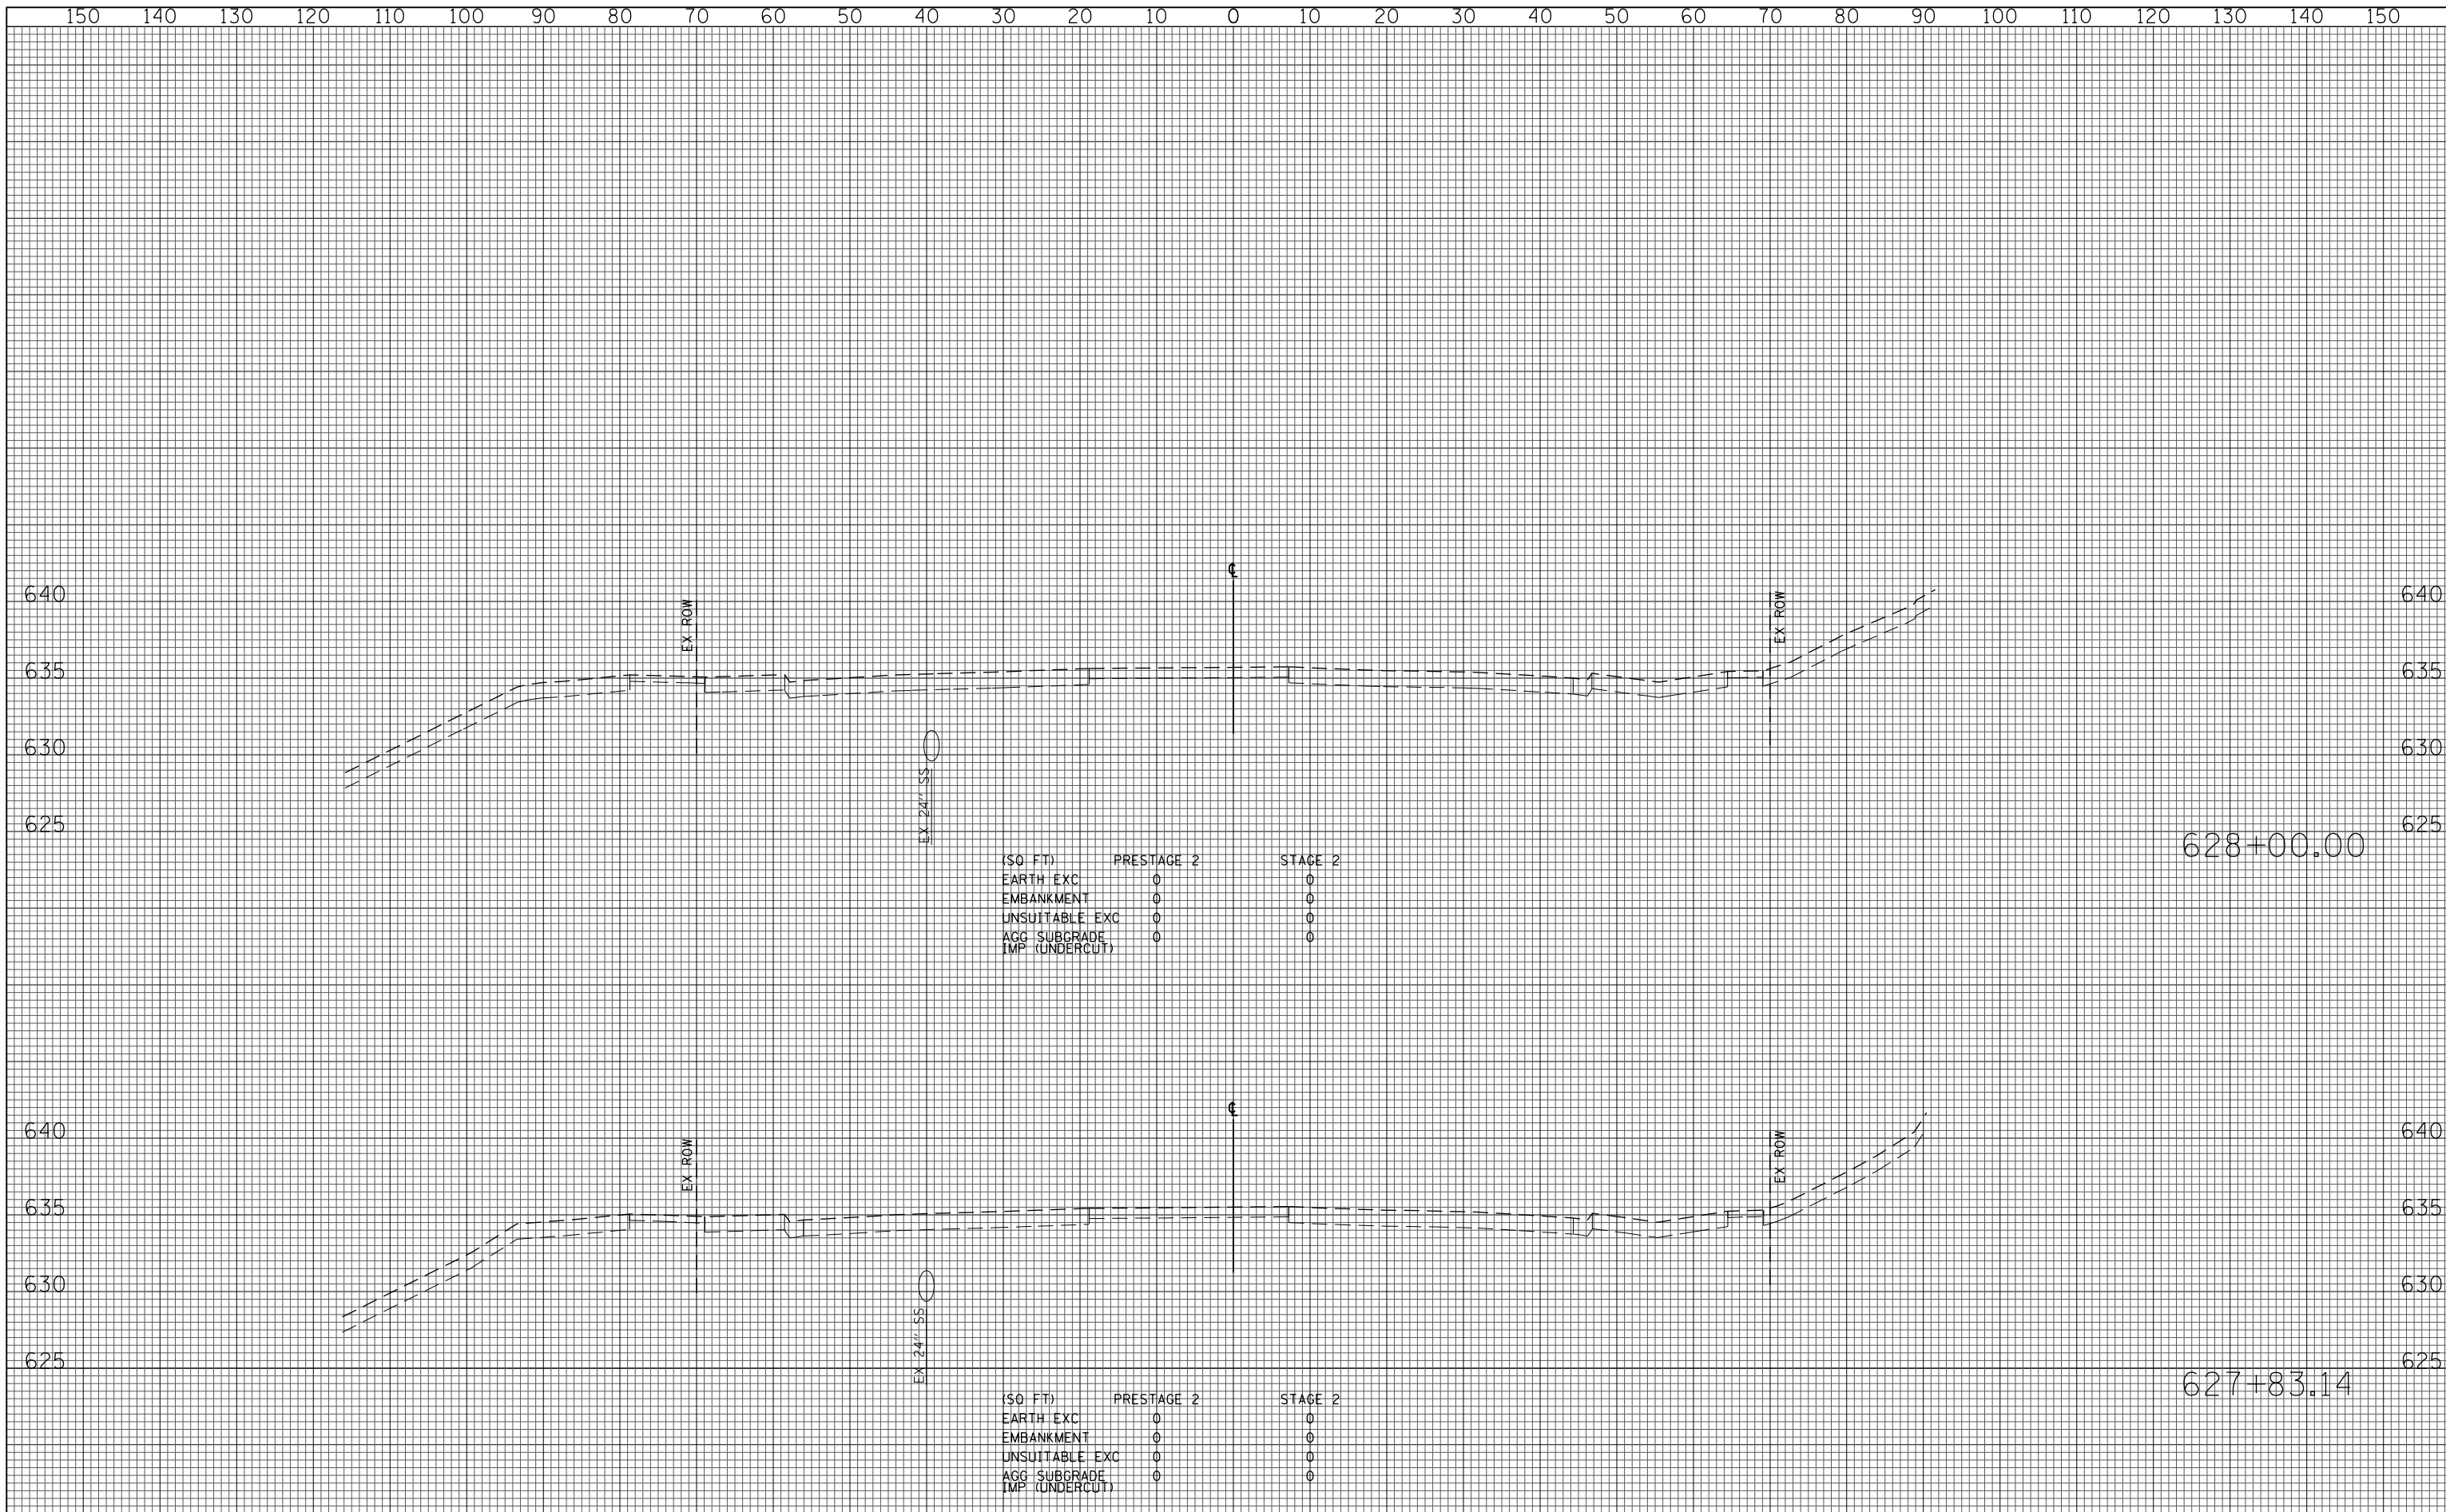 150 140 130 120 110 100 90 80 70 60 50 40 30 20 10 0 10 20 30 40 50 60 70 80 90 100 110 120 130 140 150
℄
640 640
EX ROW EX ROW
635 635
630 630
EX 24" SS
625 625
628+00.00
(SQ FT) PRESTAGE 2 STAGE 2
EARTH EXC 0 0
EMBANKMENT 0 0
UNSUITABLE EXC 0 0
AGG SUBGRADE 0 0
IMP (UNDERCUT)
℄
640 640
EX ROW EX ROW
635 635
630 630
EX 24" SS
625 625
627+83.14
(SQ FT) PRESTAGE 2 STAGE 2
EARTH EXC 0 0
EMBANKMENT 0 0
UNSUITABLE EXC 0 0
AGG SUBGRADE 0 0
IMP (UNDERCUT)